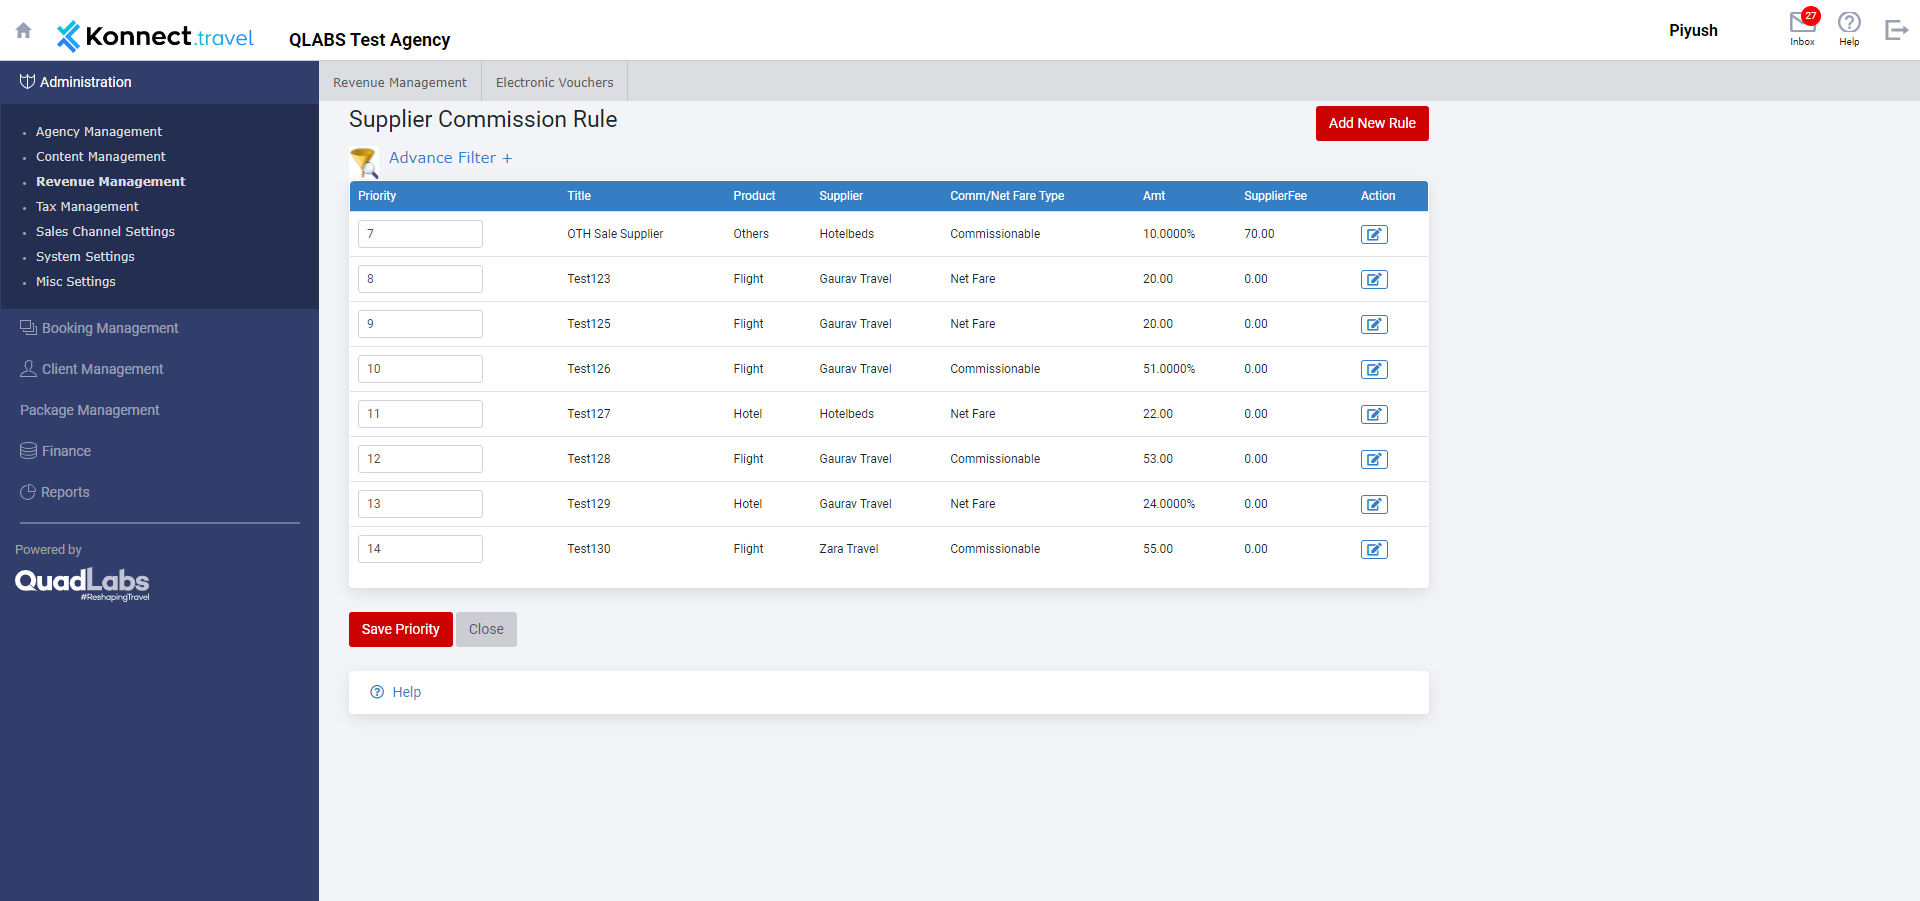 Konnect.travel
QLABS Test Agency
Piyush
27
Inbox
Help
Administration
Agency Management
Content Management
Revenue Management
Tax Management
Sales Channel Settings
System Settings
Misc Settings
Booking Management
Client Management
Package Management
Finance
Reports
Powered by
QuadLabs
#ReshapingTravel
Revenue Management Electronic Vouchers
Supplier Commission Rule
Add New Rule
Advance Filter +
Priority Title Product Supplier Comm/Net Fare Type Amt SupplierFee Action
7 OTH Sale Supplier Others Hotelbeds Commissionable 10.0000% 70.00
8 Test123 Flight Gaurav Travel Net Fare 20.00 0.00
9 Test125 Flight Gaurav Travel Net Fare 20.00 0.00
10 Test126 Flight Gaurav Travel Commissionable 51.0000% 0.00
11 Test127 Hotel Hotelbeds Net Fare 22.00 0.00
12 Test128 Flight Gaurav Travel Commissionable 53.00 0.00
13 Test129 Hotel Gaurav Travel Net Fare 24.0000% 0.00
14 Test130 Flight Zara Travel Commissionable 55.00 0.00
Save Priority Close
Help